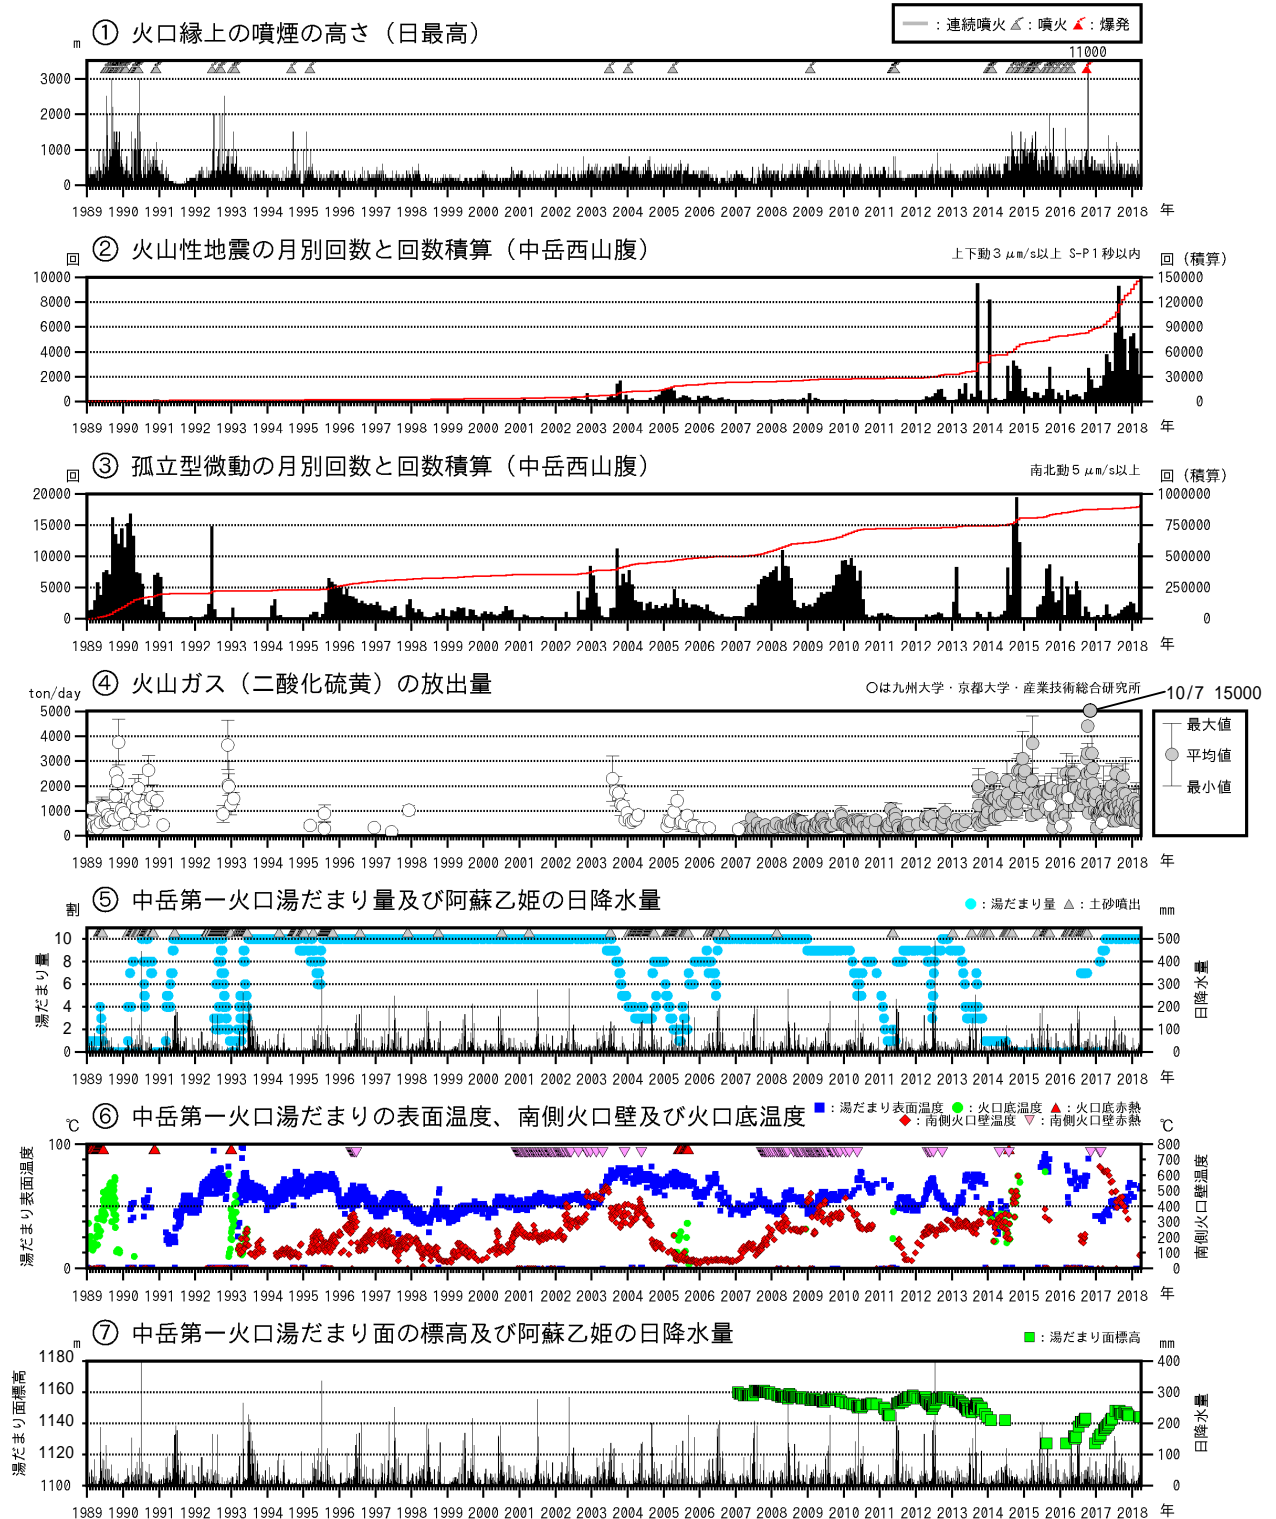 ① 火口縁上の噴煙の高さ（日最高）
：連続噴火 ：噴火 ：爆発
m
11000
3000
2000
1000
0
1989 1990 1991 1992 1993 1994 1995 1996 1997 1998 1999 2000 2001 2002 2003 2004 2005 2006 2007 2008 2009 2010 2011 2012 2013 2014 2015 2016 2017 2018 年
② 火山性地震の月別回数と回数積算（中岳西山腹）
上下動３μm/s以上 S-P１秒以内
回
回（積算）
10000 150000
8000 120000
6000 90000
4000 60000
2000 30000
0 0
1989 1990 1991 1992 1993 1994 1995 1996 1997 1998 1999 2000 2001 2002 2003 2004 2005 2006 2007 2008 2009 2010 2011 2012 2013 2014 2015 2016 2017 2018 年
③ 孤立型微動の月別回数と回数積算（中岳西山腹）
南北動５μm/s以上
回
回（積算）
20000 1000000
15000 750000
10000 500000
5000 250000
0 0
1989 1990 1991 1992 1993 1994 1995 1996 1997 1998 1999 2000 2001 2002 2003 2004 2005 2006 2007 2008 2009 2010 2011 2012 2013 2014 2015 2016 2017 2018 年
④ 火山ガス（二酸化硫黄）の放出量
○は九州大学・京都大学・産業技術総合研究所
ton/day
10/7 15000
5000
4000
3000
2000
1000
0
最大値
平均値
最小値
1989 1990 1991 1992 1993 1994 1995 1996 1997 1998 1999 2000 2001 2002 2003 2004 2005 2006 2007 2008 2009 2010 2011 2012 2013 2014 2015 2016 2017 2018 年
⑤ 中岳第一火口湯だまり量及び阿蘇乙姫の日降水量
：湯だまり量 ：土砂噴出
割
mm
湯だまり量
日降水量
10 500
8 400
6 300
4 200
2 100
0 0
1989 1990 1991 1992 1993 1994 1995 1996 1997 1998 1999 2000 2001 2002 2003 2004 2005 2006 2007 2008 2009 2010 2011 2012 2013 2014 2015 2016 2017 2018 年
⑥ 中岳第一火口湯だまりの表面温度、南側火口壁及び火口底温度
：湯だまり表面温度 ：火口底温度 ：火口底赤熱
：南側火口壁温度 ：南側火口壁赤熱
℃
℃
湯だまり表面温度
南側火口壁温度
100
50
0
800
700
600
500
400
300
200
100
0
1989 1990 1991 1992 1993 1994 1995 1996 1997 1998 1999 2000 2001 2002 2003 2004 2005 2006 2007 2008 2009 2010 2011 2012 2013 2014 2015 2016 2017 2018 年
⑦ 中岳第一火口湯だまり面の標高及び阿蘇乙姫の日降水量
：湯だまり面標高
m
mm
湯だまり面標高
日降水量
1180 400
1160 300
1140 200
1120 100
1100 0
1989 1990 1991 1992 1993 1994 1995 1996 1997 1998 1999 2000 2001 2002 2003 2004 2005 2006 2007 2008 2009 2010 2011 2012 2013 2014 2015 2016 2017 2018 年